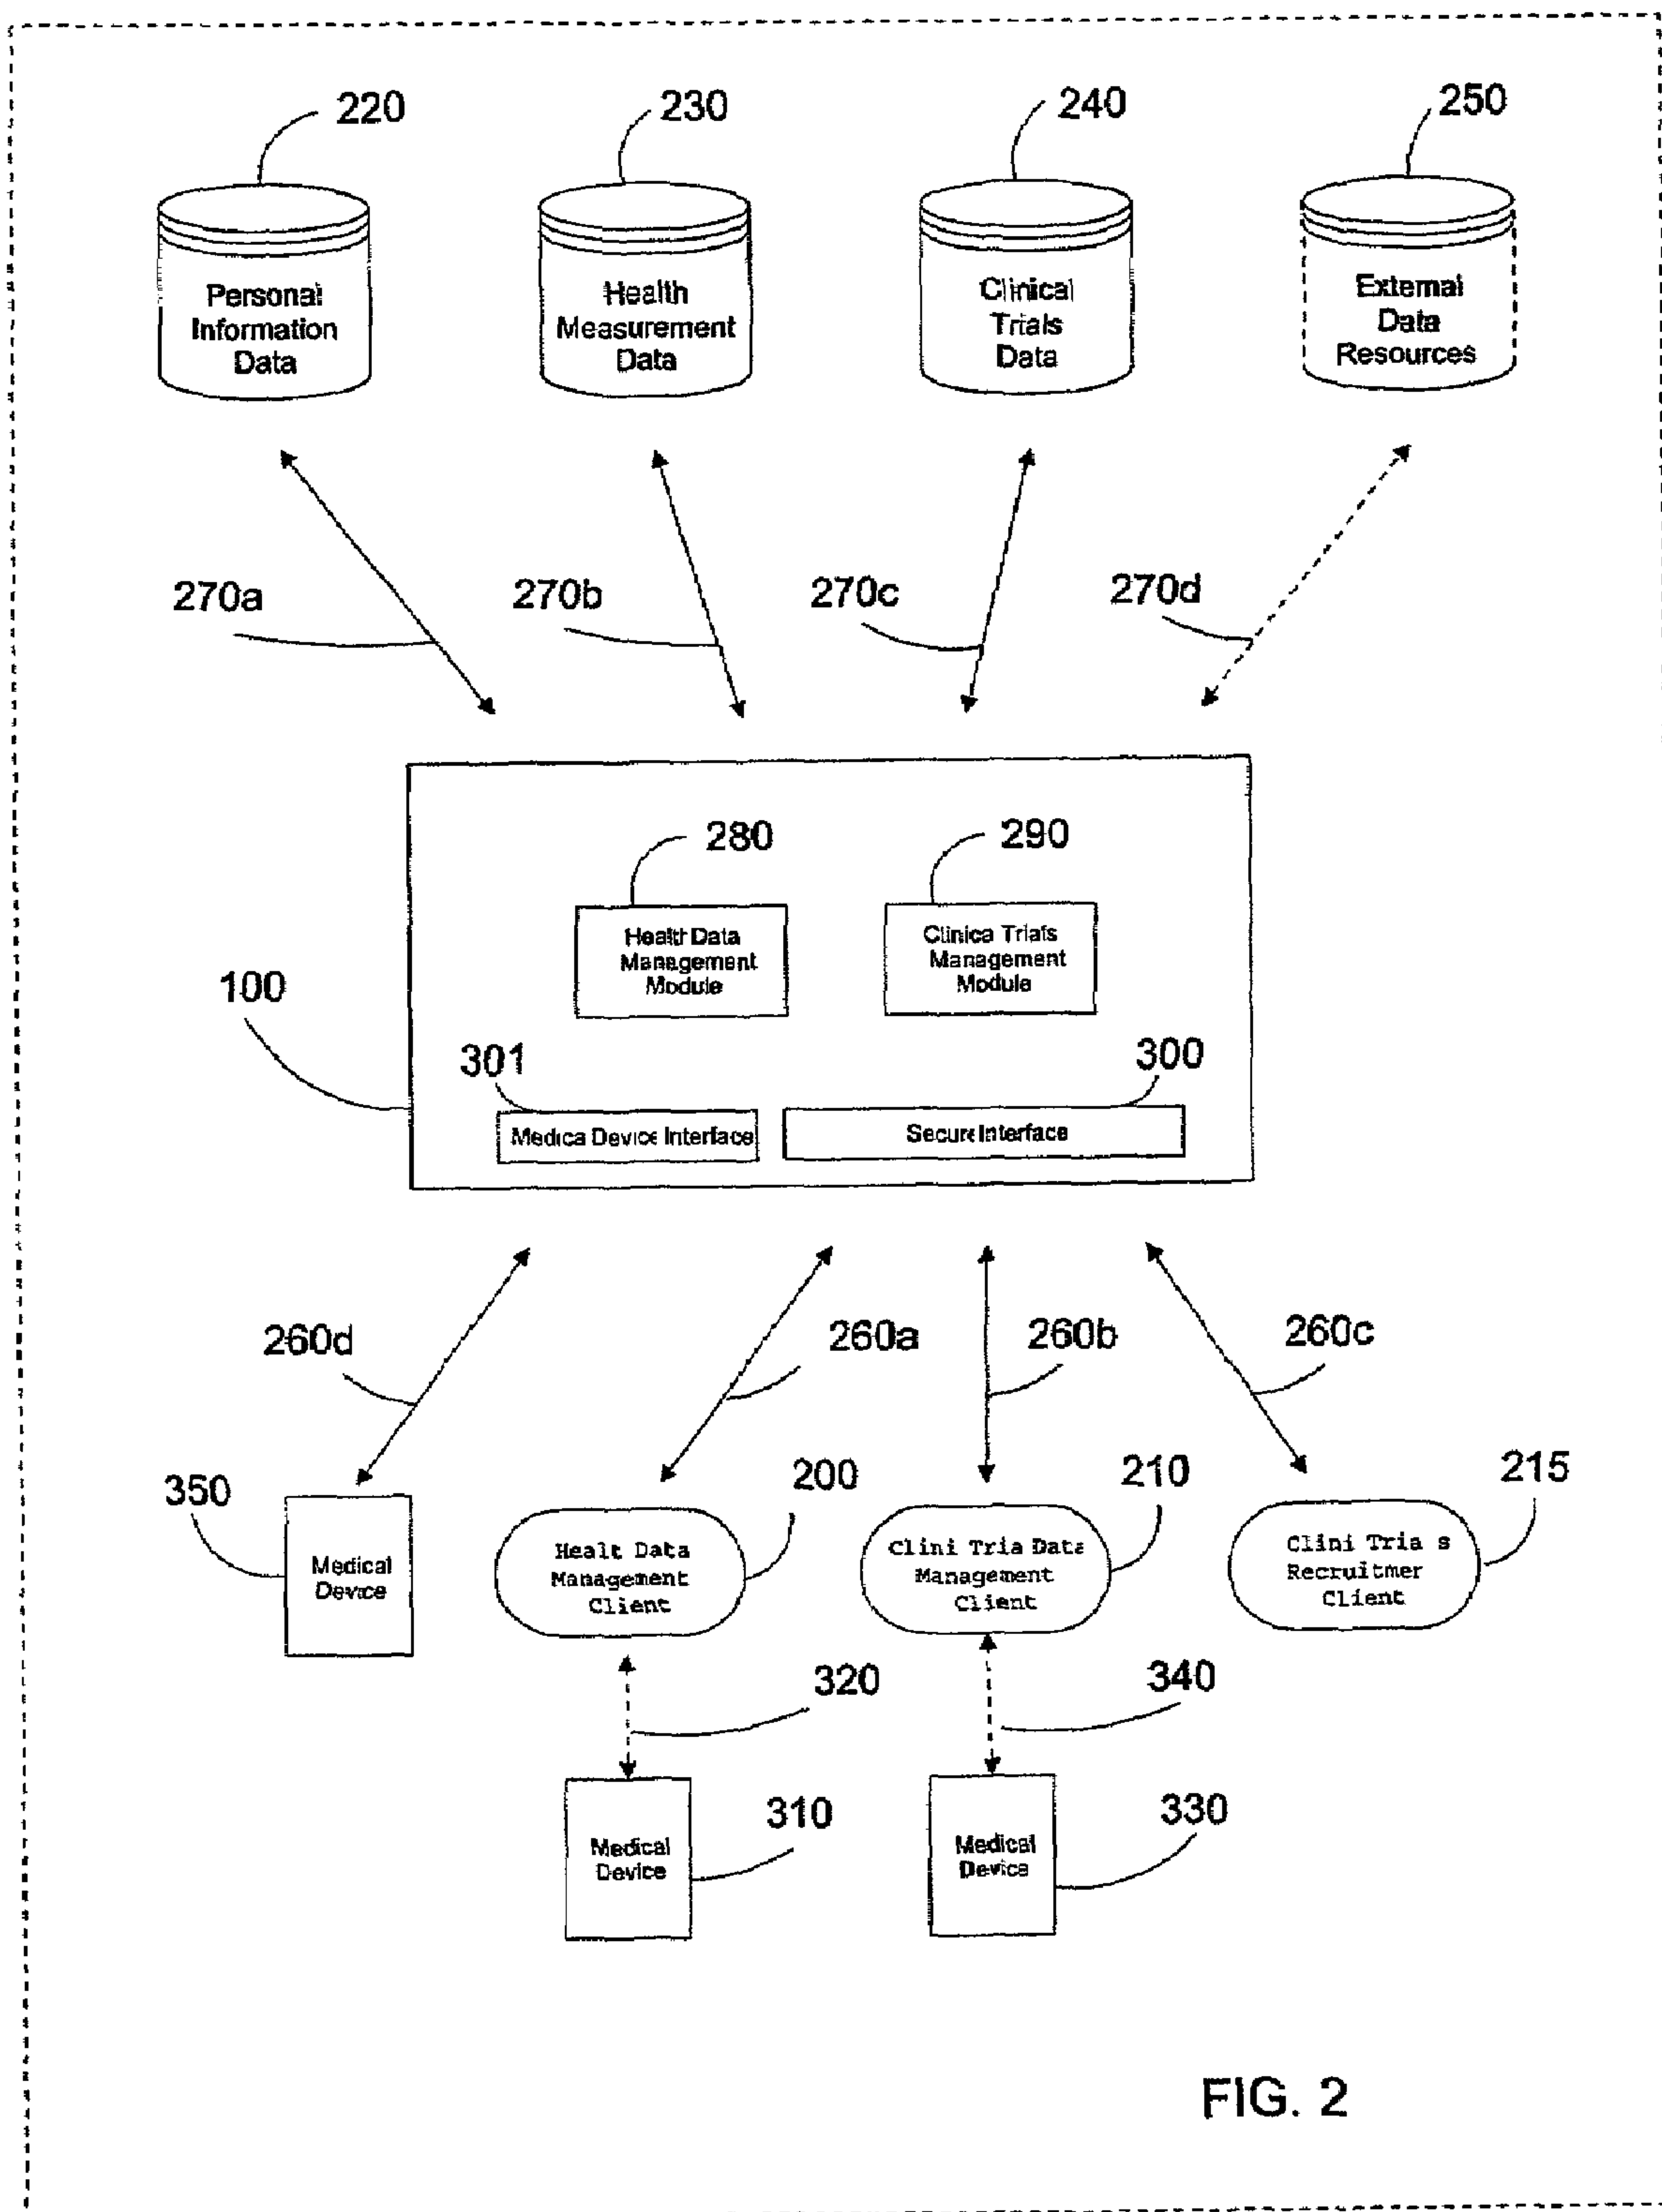 220
230
240
250
Personal
Information
Data
Health
Measurement
Data
Clinical
Trials
Data
External
Data
Resources
270a
270b
270c
270d
280
290
Health Data
Management
Module
Clinica Trials
Management
Module
100
301
300
Medica Device Interface
Secure Interface
260d
260a
260b
260c
350
200
210
215
Medical
Device
Healt Data
Management
Client
Clini Tria Data
Management
Client
Clini Tria s
Recruitmer
Client
320
340
310
330
Medical
Device
Medical
Device
FIG. 2